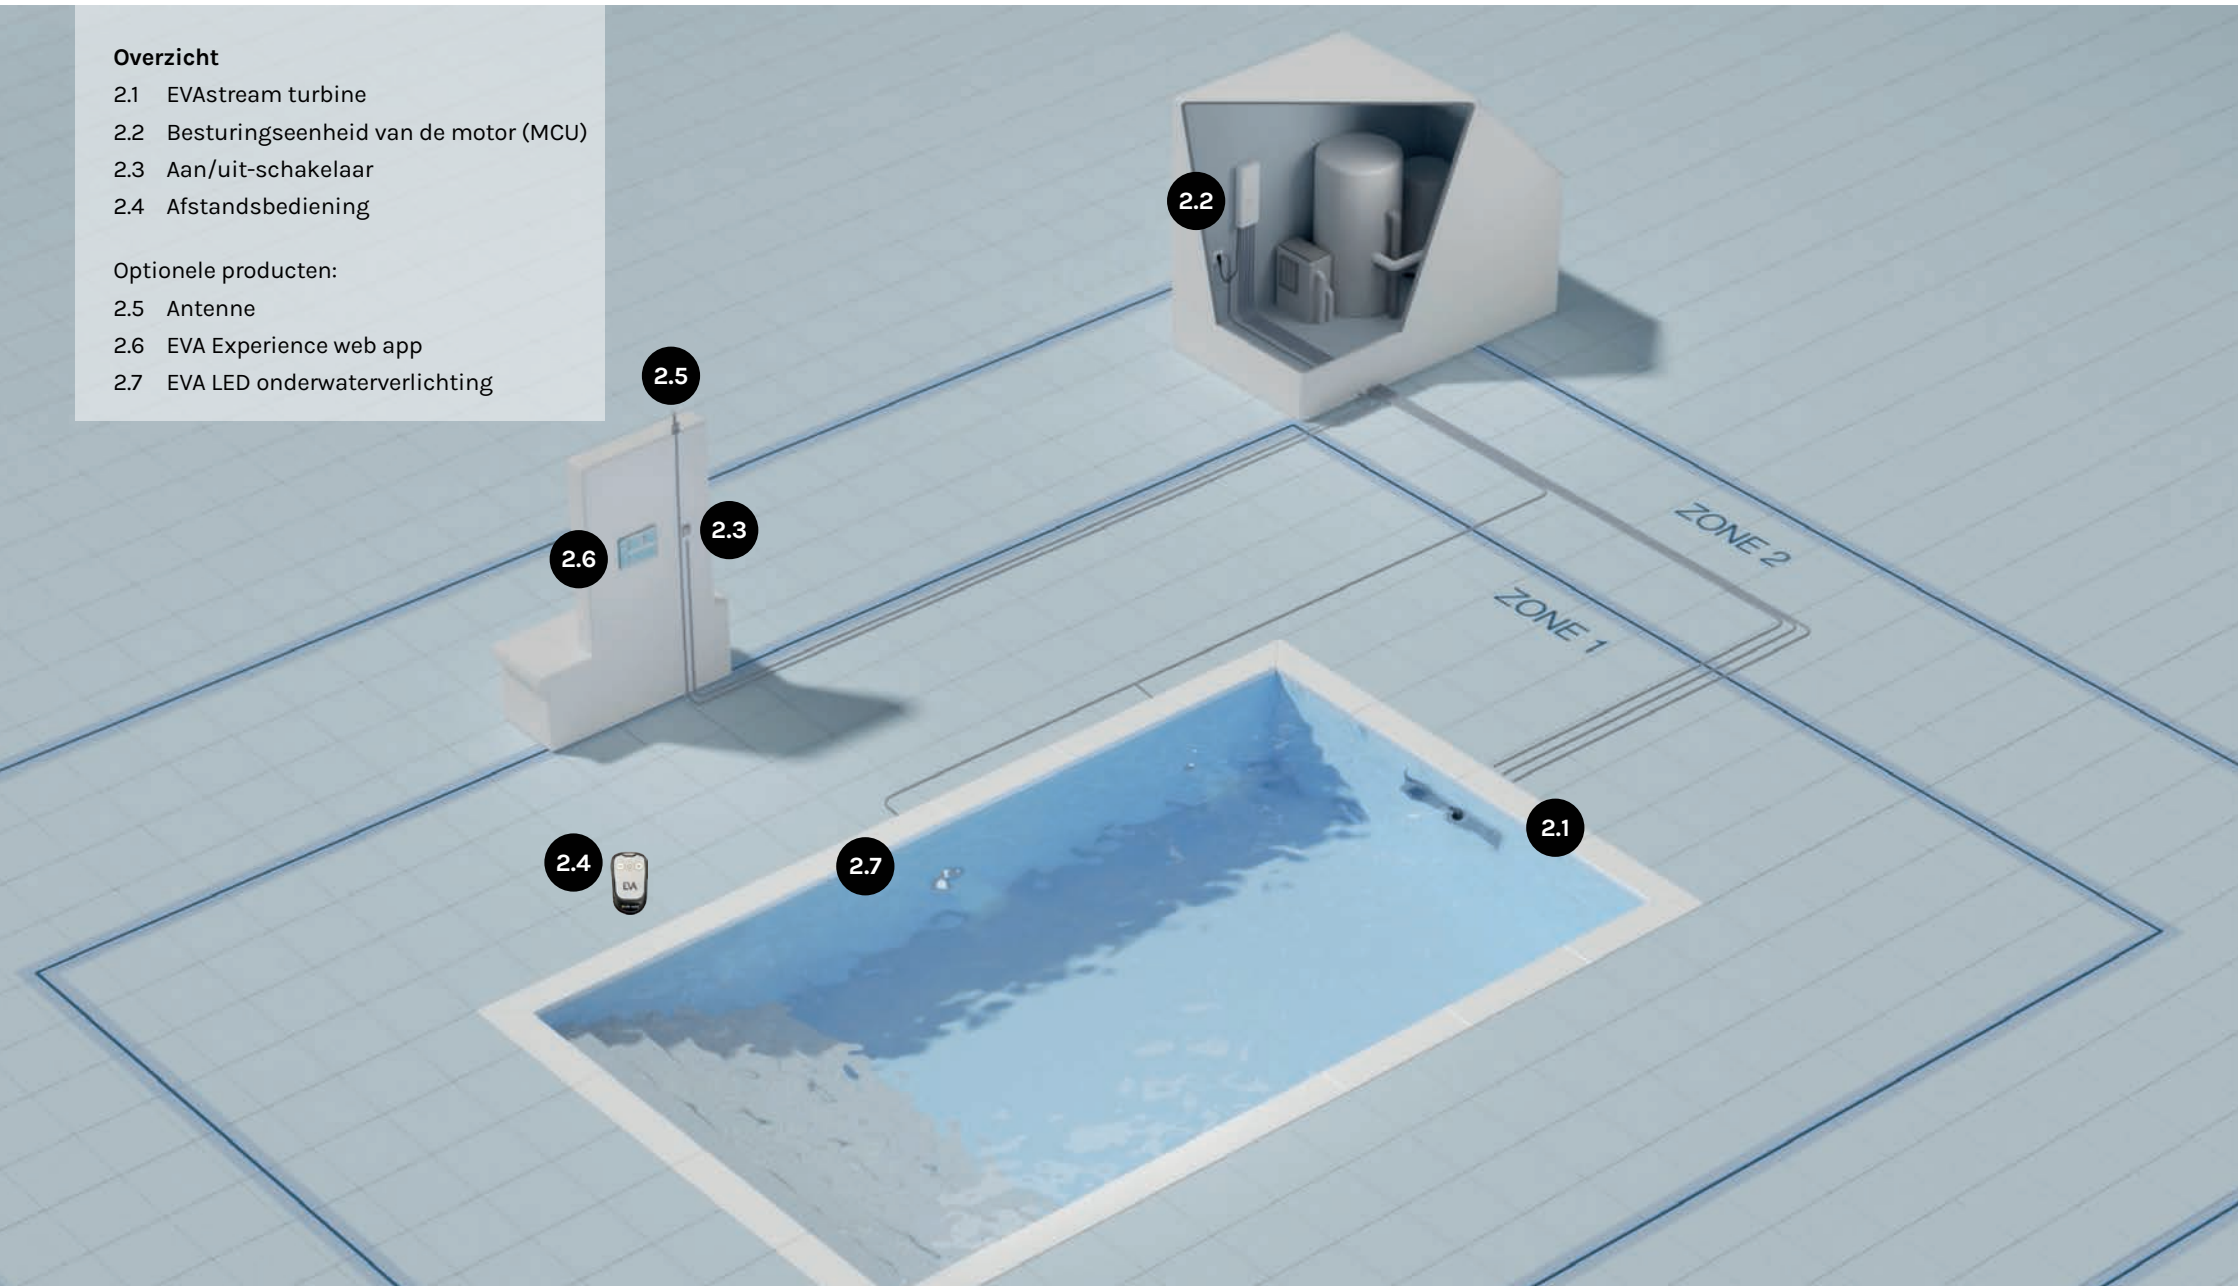 Overzicht
2.1 EVAstream turbine
2.2 Besturingseenheid van de motor (MCU)
2.3 Aan/uit-schakelaar
2.4 Afstandsbediening
Optionele producten:
2.5 Antenne
2.6 EVA Experience web app
2.7 EVA LED onderwaterverlichting
2.2
2.5
2.3
2.6
ZONE 2
ZONE 1
2.1
2.4
EVA
2.7